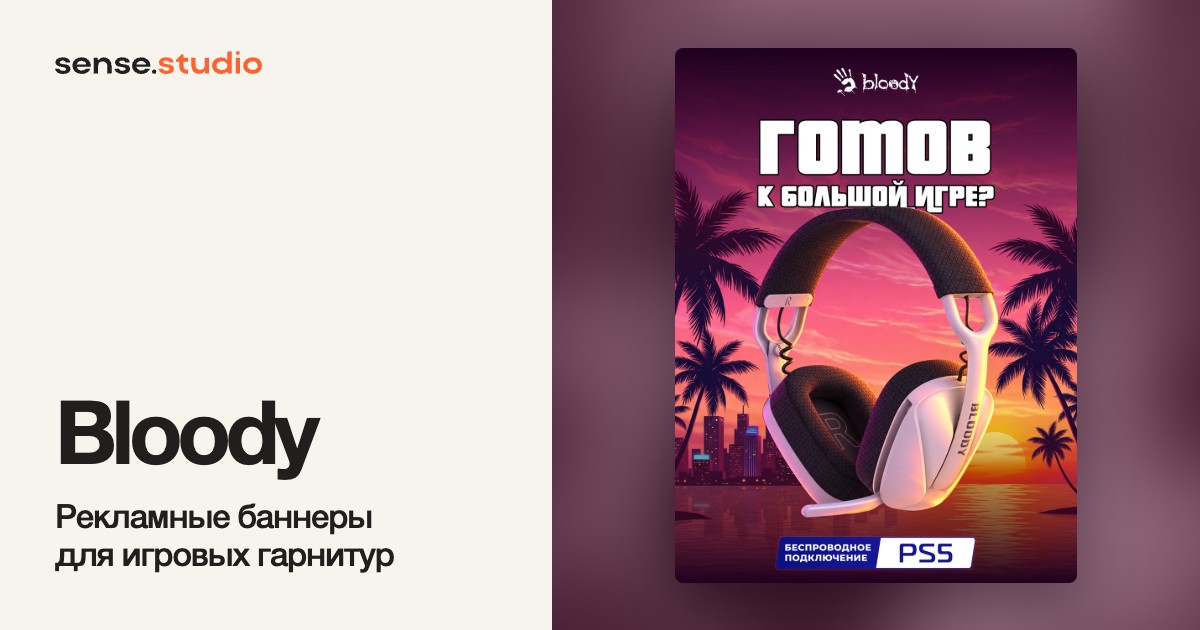 sense.studio
Bloody
Рекламные баннеры
для игровых гарнитур
bloody
ГОТОВ
К БОЛЬШОЙ ИГРЕ?
R
R
BLOODY
БЕСПРОВОДНОЕ
ПОДКЛЮЧЕНИЕ
PS5